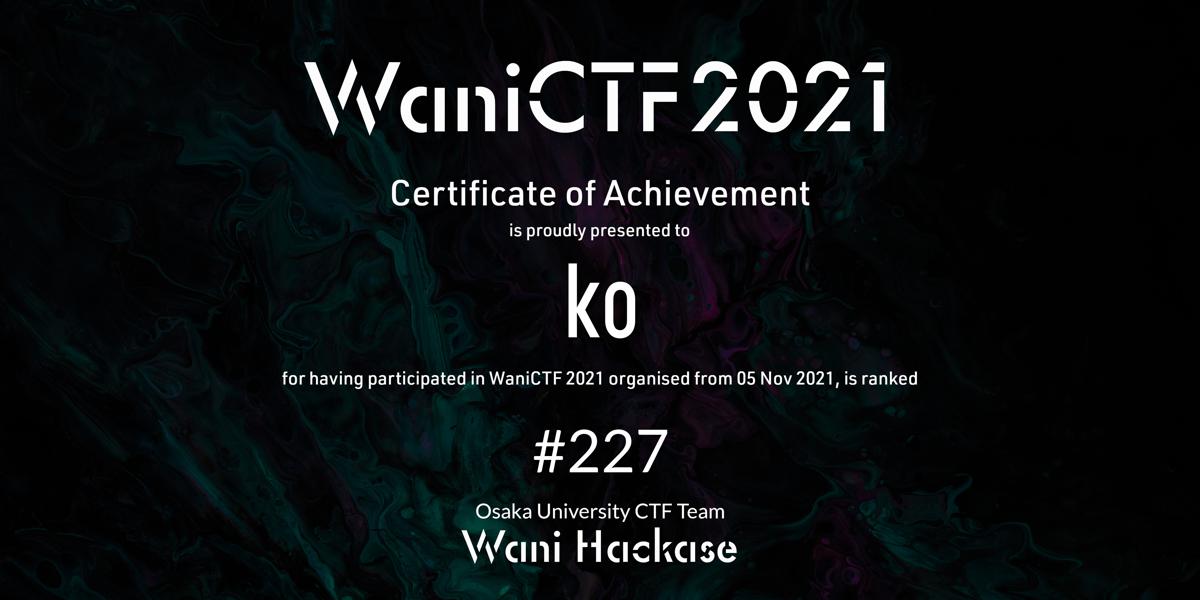 WaniCTF2021
Certificate of Achievement
is proudly presented to
ko
for having participated in WaniCTF 2021 organised from 05 Nov 2021, is ranked
#227
Osaka University CTF Team
Wani Hackase